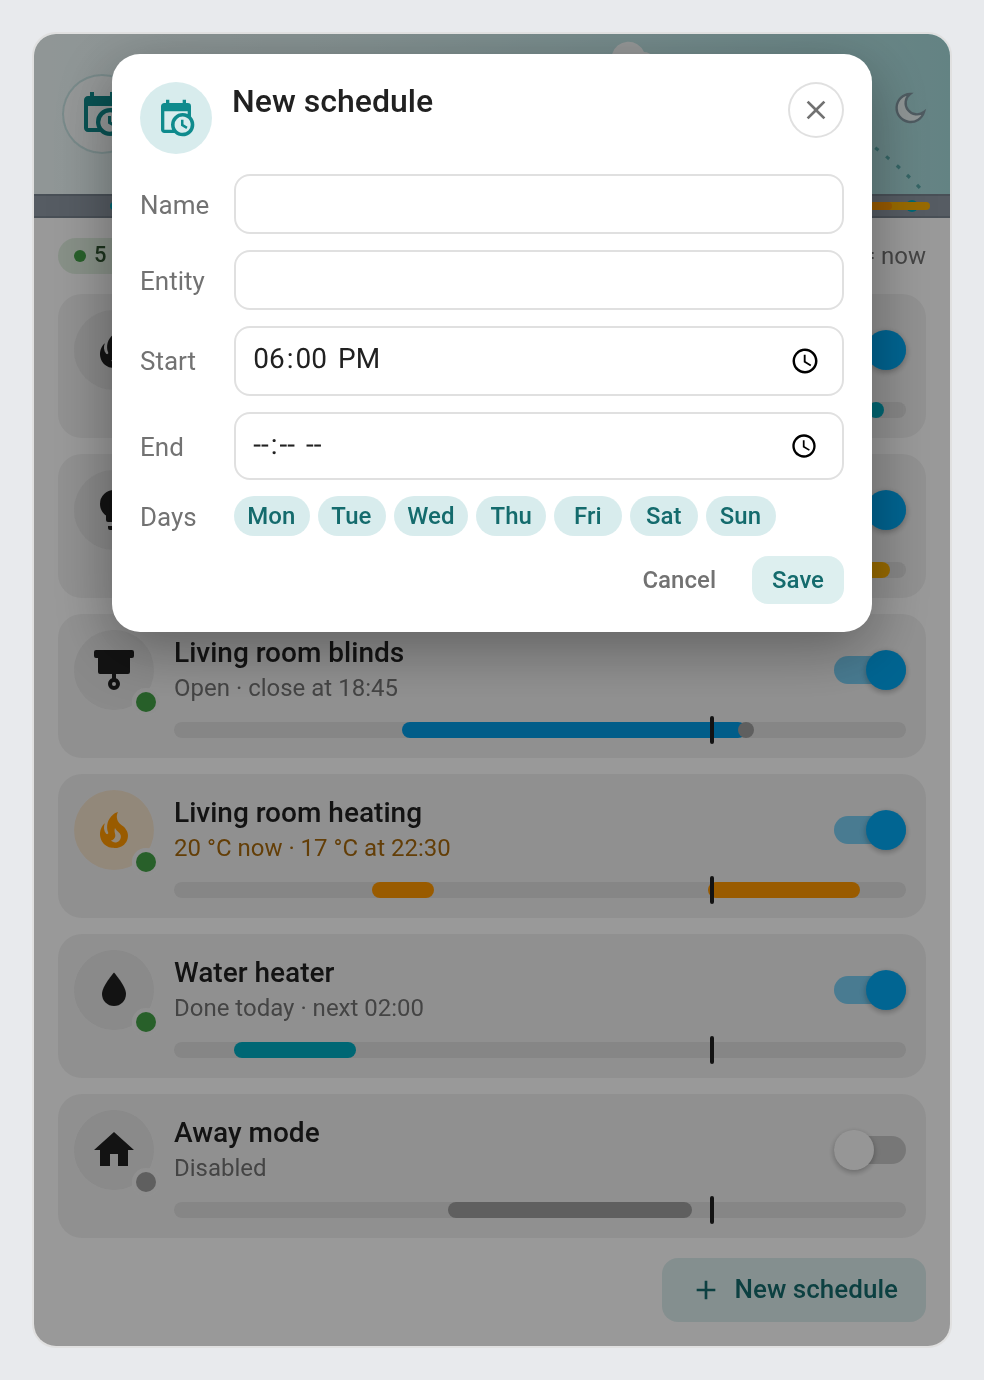 New schedule
Name
Entity
Start 06:00 PM
End --:-- --
Days Mon Tue Wed Thu Fri Sat Sun
Cancel Save
5
now
Living room blinds
Open · close at 18:45
Living room heating
20 °C now · 17 °C at 22:30
Water heater
Done today · next 02:00
Away mode
Disabled
+ New schedule